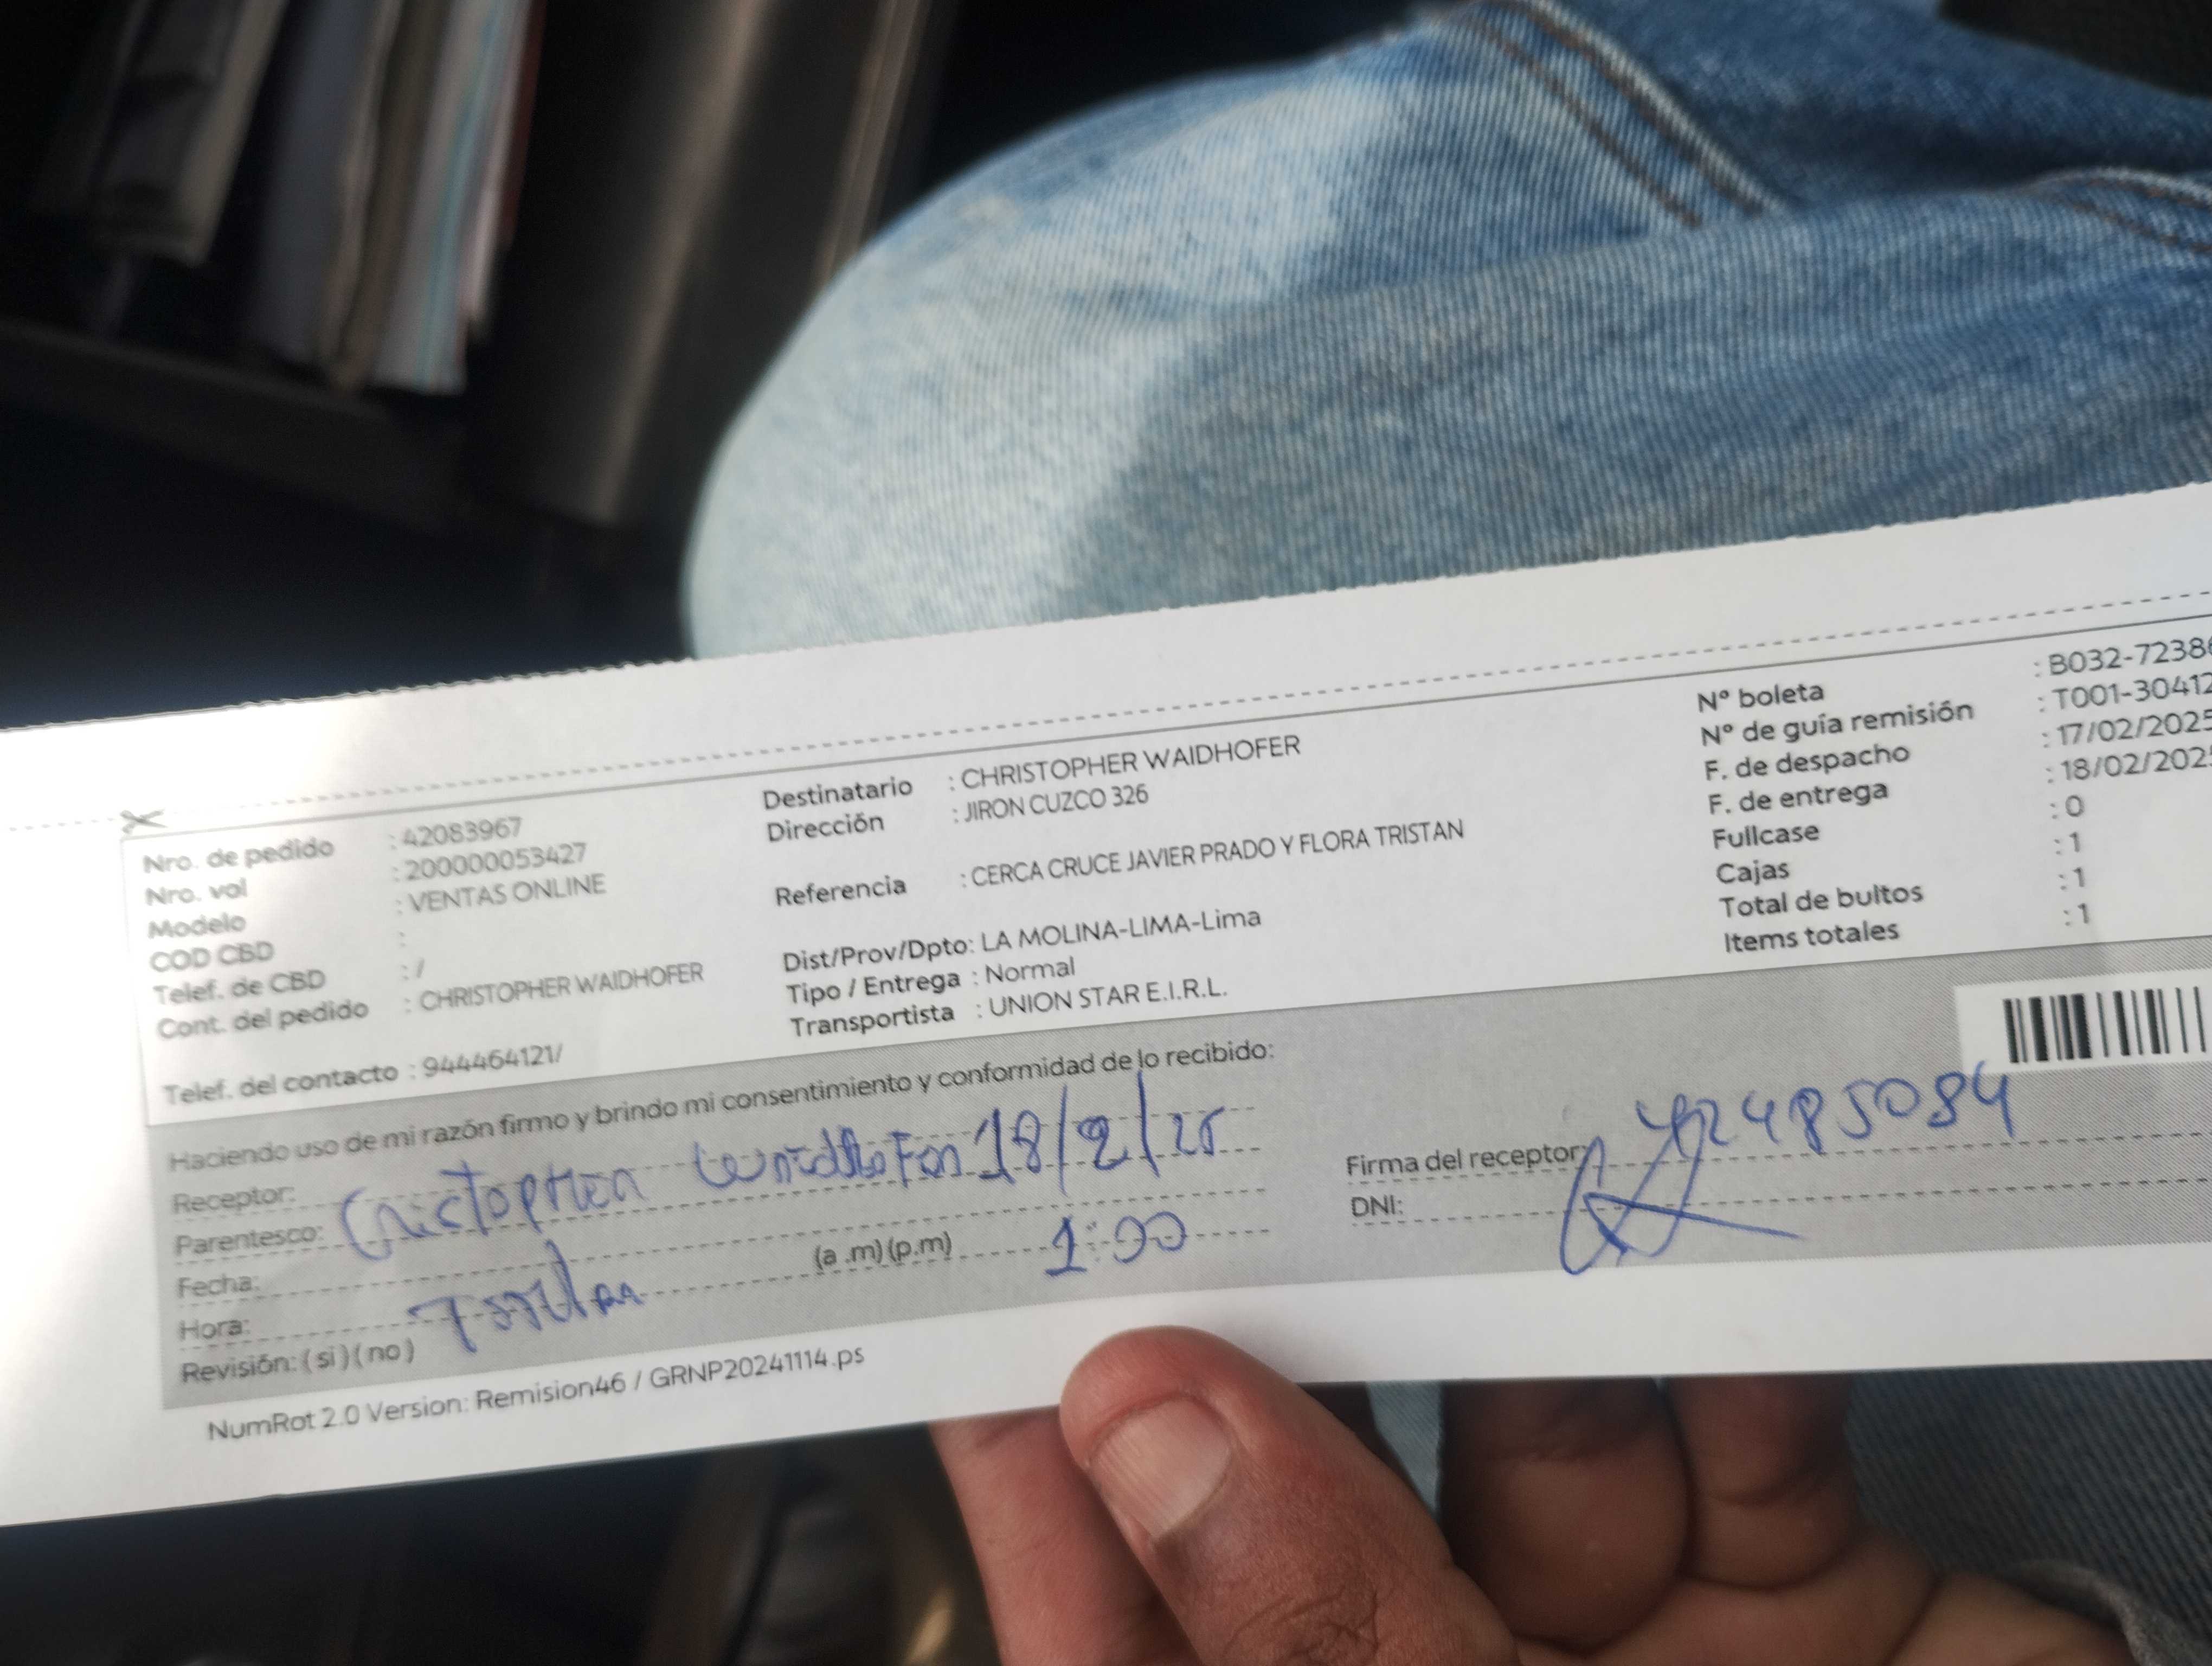 Nro. de pedido : 42083967
Nro. val : 200000053427
Modelo : VENTAS ONLINE
COD CBD :
Telef. de CBD : /
Cont. del pedido : CHRISTOPHER WAIDHOFER
Telef. del contacto : 944464121/
Destinatario : CHRISTOPHER WAIDHOFER
Dirección : JIRON CUZCO 326
Referencia : CERCA CRUCE JAVIER PRADO Y FLORA TRISTAN
Dist/Prov/Dpto: LA MOLINA-LIMA-Lima
Tipo / Entrega : Normal
Transportista : UNION STAR E.I.R.L.
Nº boleta : B032-7238
Nº de guía remisión : T001-30412
F. de despacho : 17/02/2025
F. de entrega : 18/02/202
Fullcase : 0
Cajas : 1
Total de bultos : 1
Items totales : 1
Haciendo uso de mi razón firmo y brindo mi consentimiento y conformidad de lo recibido:
Receptor: 18/2/25
Parentesco:
Fecha:
Hora: (a .m) (p.m) 1:00
Revisión: ( si ) ( no )
Firma del receptor: 42485084
DNI:
NumRot 2.0 Version: Remision46 / GRNP20241114.ps